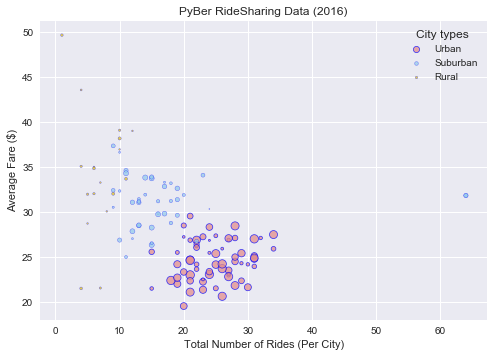 PyBer RideSharing Data (2016)
City types
Urban
Suburban
Rural
50
45
40
35
30
25
20
Average Fare ($)
0 10 20 30 40 50 60
Total Number of Rides (Per City)